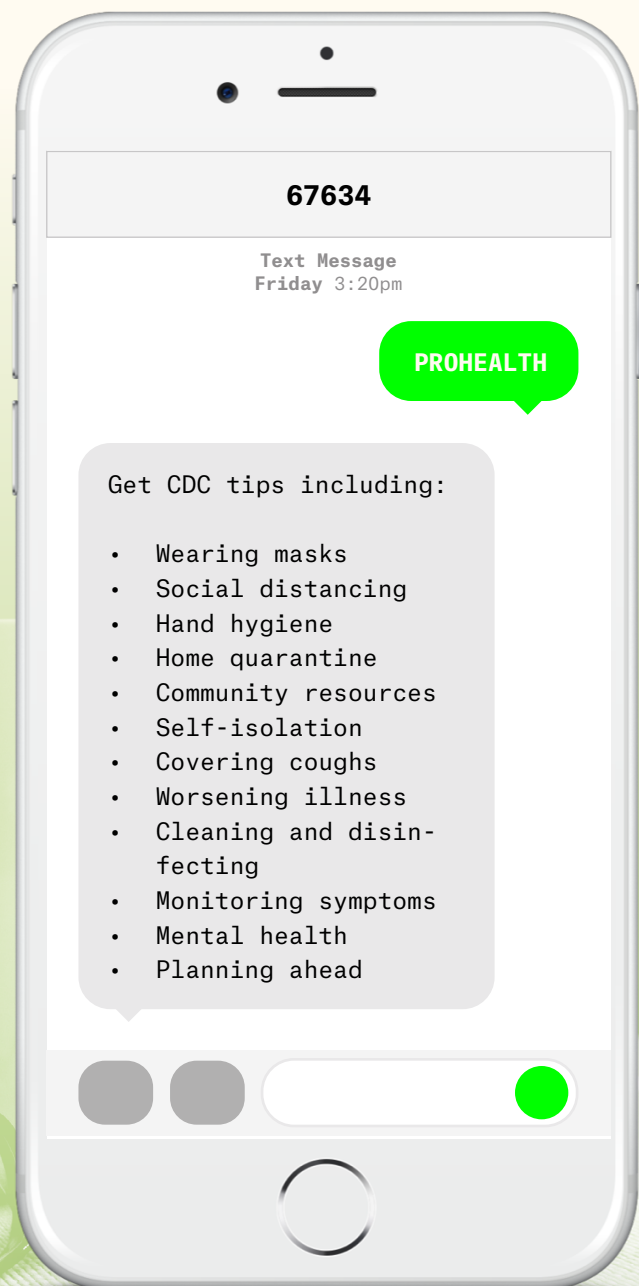 67634
Text Message
Friday 3:20pm
PROHEALTH
Get CDC tips including:
• Wearing masks
• Social distancing
• Hand hygiene
• Home quarantine
• Community resources
• Self-isolation
• Covering coughs
• Worsening illness
• Cleaning and disin-
fecting
• Monitoring symptoms
• Mental health
• Planning ahead